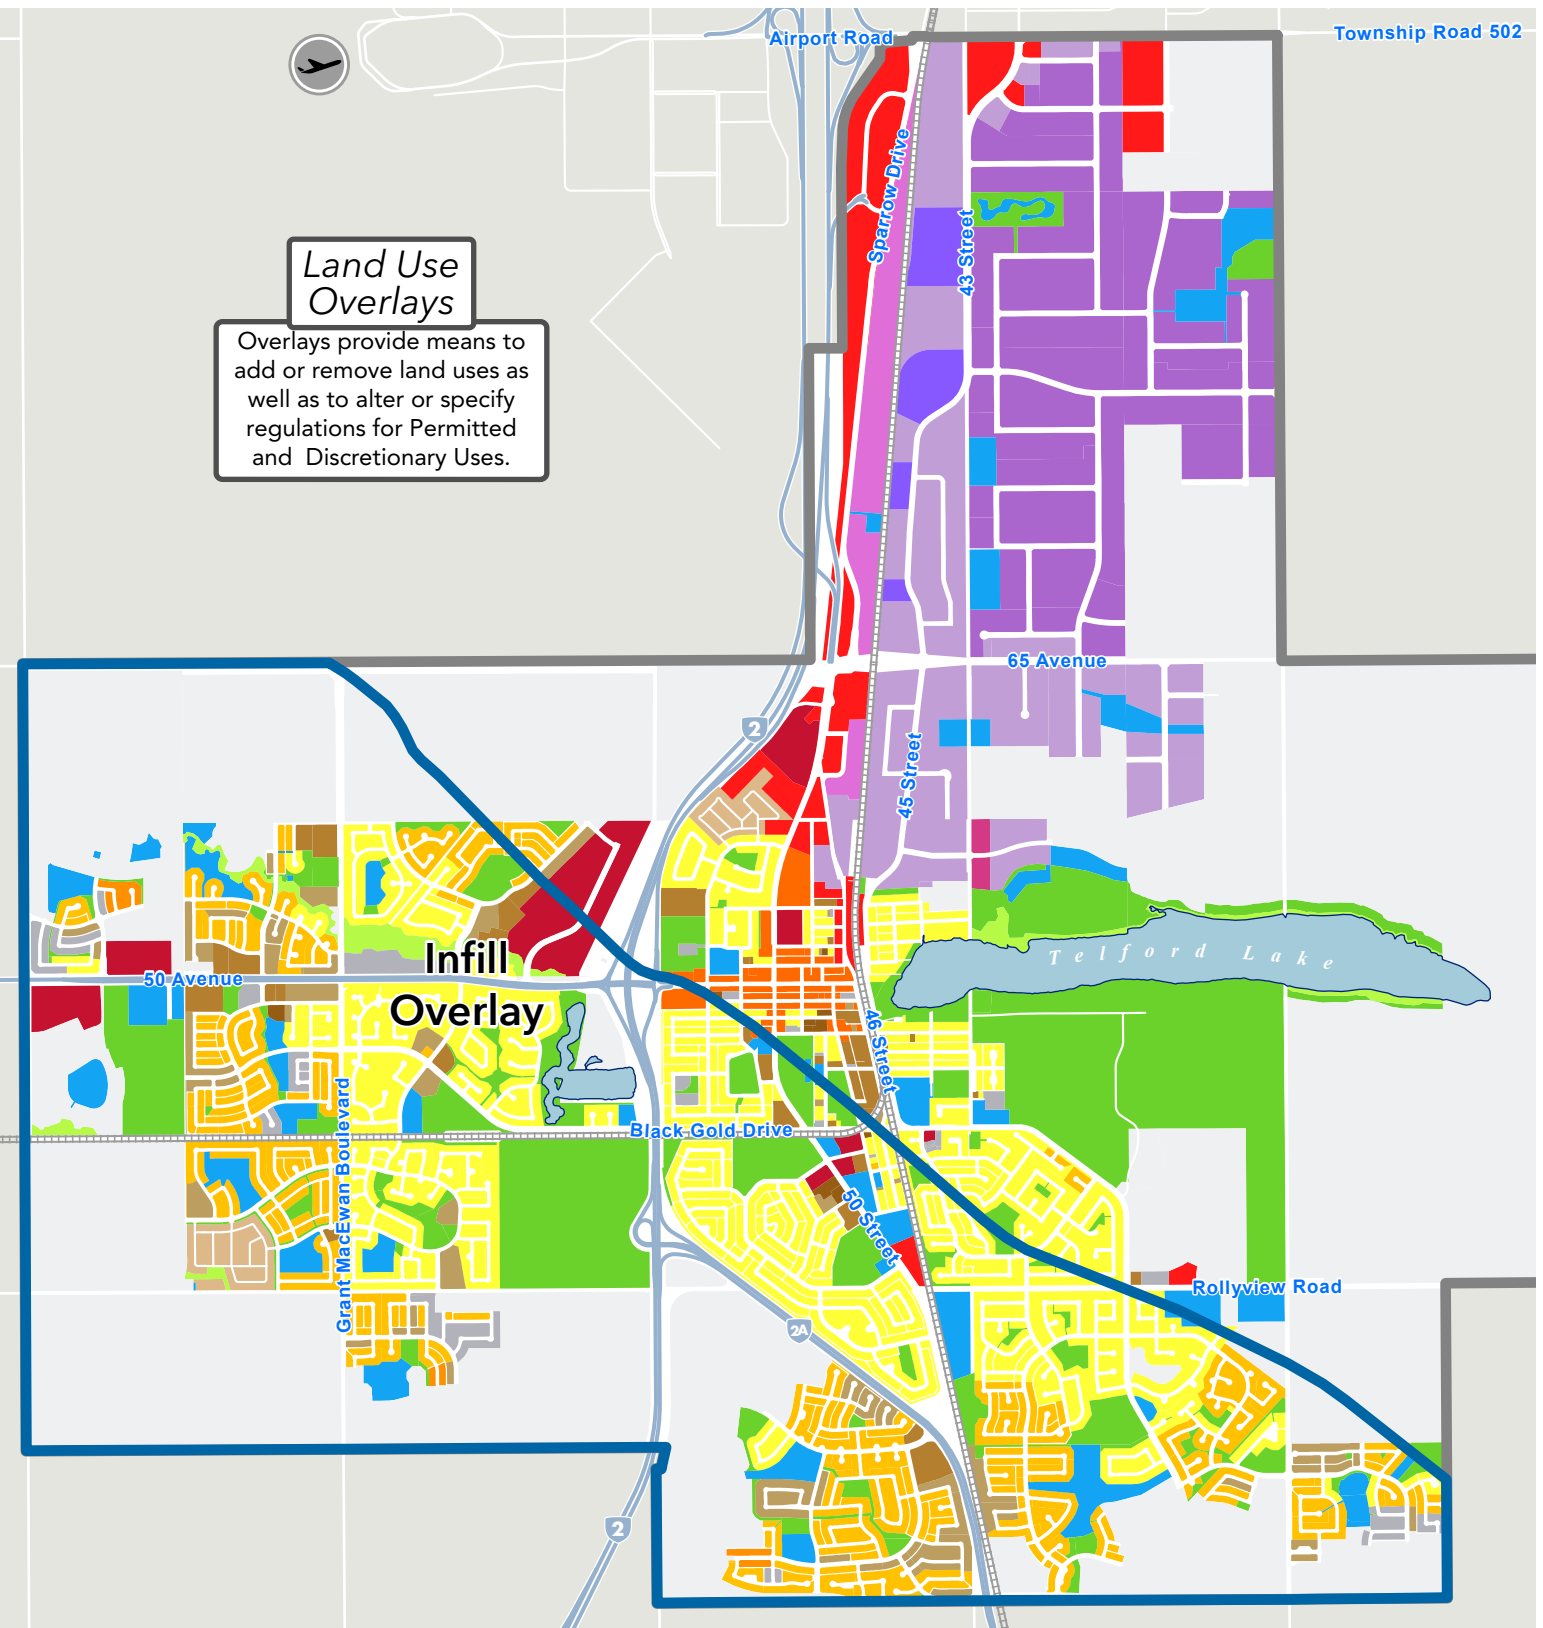 Airport Road
Township Road 502
Sparrow Drive
43 Street
Land Use
Overlays
Overlays provide means to
add or remove land uses as
well as to alter or specify
regulations for Permitted
and Discretionary Uses.
65 Avenue
2
45 Street
Infill
Overlay
50 Avenue
Telford Lake
46 Street
Grant MacEwan Boulevard
Black Gold Drive
50 Street
Rollyview Road
2A
2